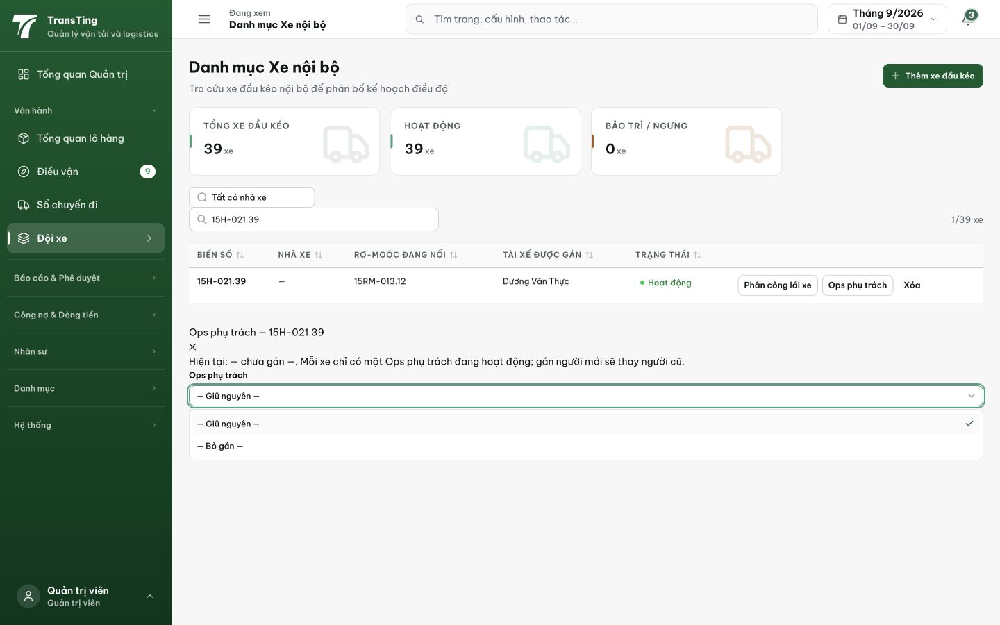 TransTing
Quản lý vận tải và logistics
Đang xem
Danh mục Xe nội bộ
Tìm trang, cấu hình, thao tác...
Tháng 9/2026
01/09 – 30/09
3
Tổng quan Quản trị
Vận hành
Tổng quan lô hàng
Điều vận
9
Sổ chuyến đi
Đội xe
Báo cáo & Phê duyệt
Công nợ & Dòng tiền
Nhân sự
Danh mục
Hệ thống
Quản trị viên
Quản trị viên
Danh mục Xe nội bộ
Tra cứu xe đầu kéo nội bộ để phân bổ kế hoạch điều độ
Thêm xe đầu kéo
TỔNG XE ĐẦU KÉO
39 xe
HOẠT ĐỘNG
39 xe
BẢO TRÌ / NGƯNG
0 xe
Tất cả nhà xe
15H-021.39
1/39 xe
BIỂN SỐ NHÀ XE RƠ-MOÓC ĐANG NỐI TÀI XẾ ĐƯỢC GÁN TRẠNG THÁI
15H-021.39 — 15RM-013.12 Dương Văn Thực Hoạt động Phân công lái xe Ops phụ trách Xóa
Ops phụ trách — 15H-021.39
Hiện tại: — chưa gán —. Mỗi xe chỉ có một Ops phụ trách đang hoạt động; gán người mới sẽ thay người cũ.
Ops phụ trách
— Giữ nguyên —
— Giữ nguyên —
— Bỏ gán —